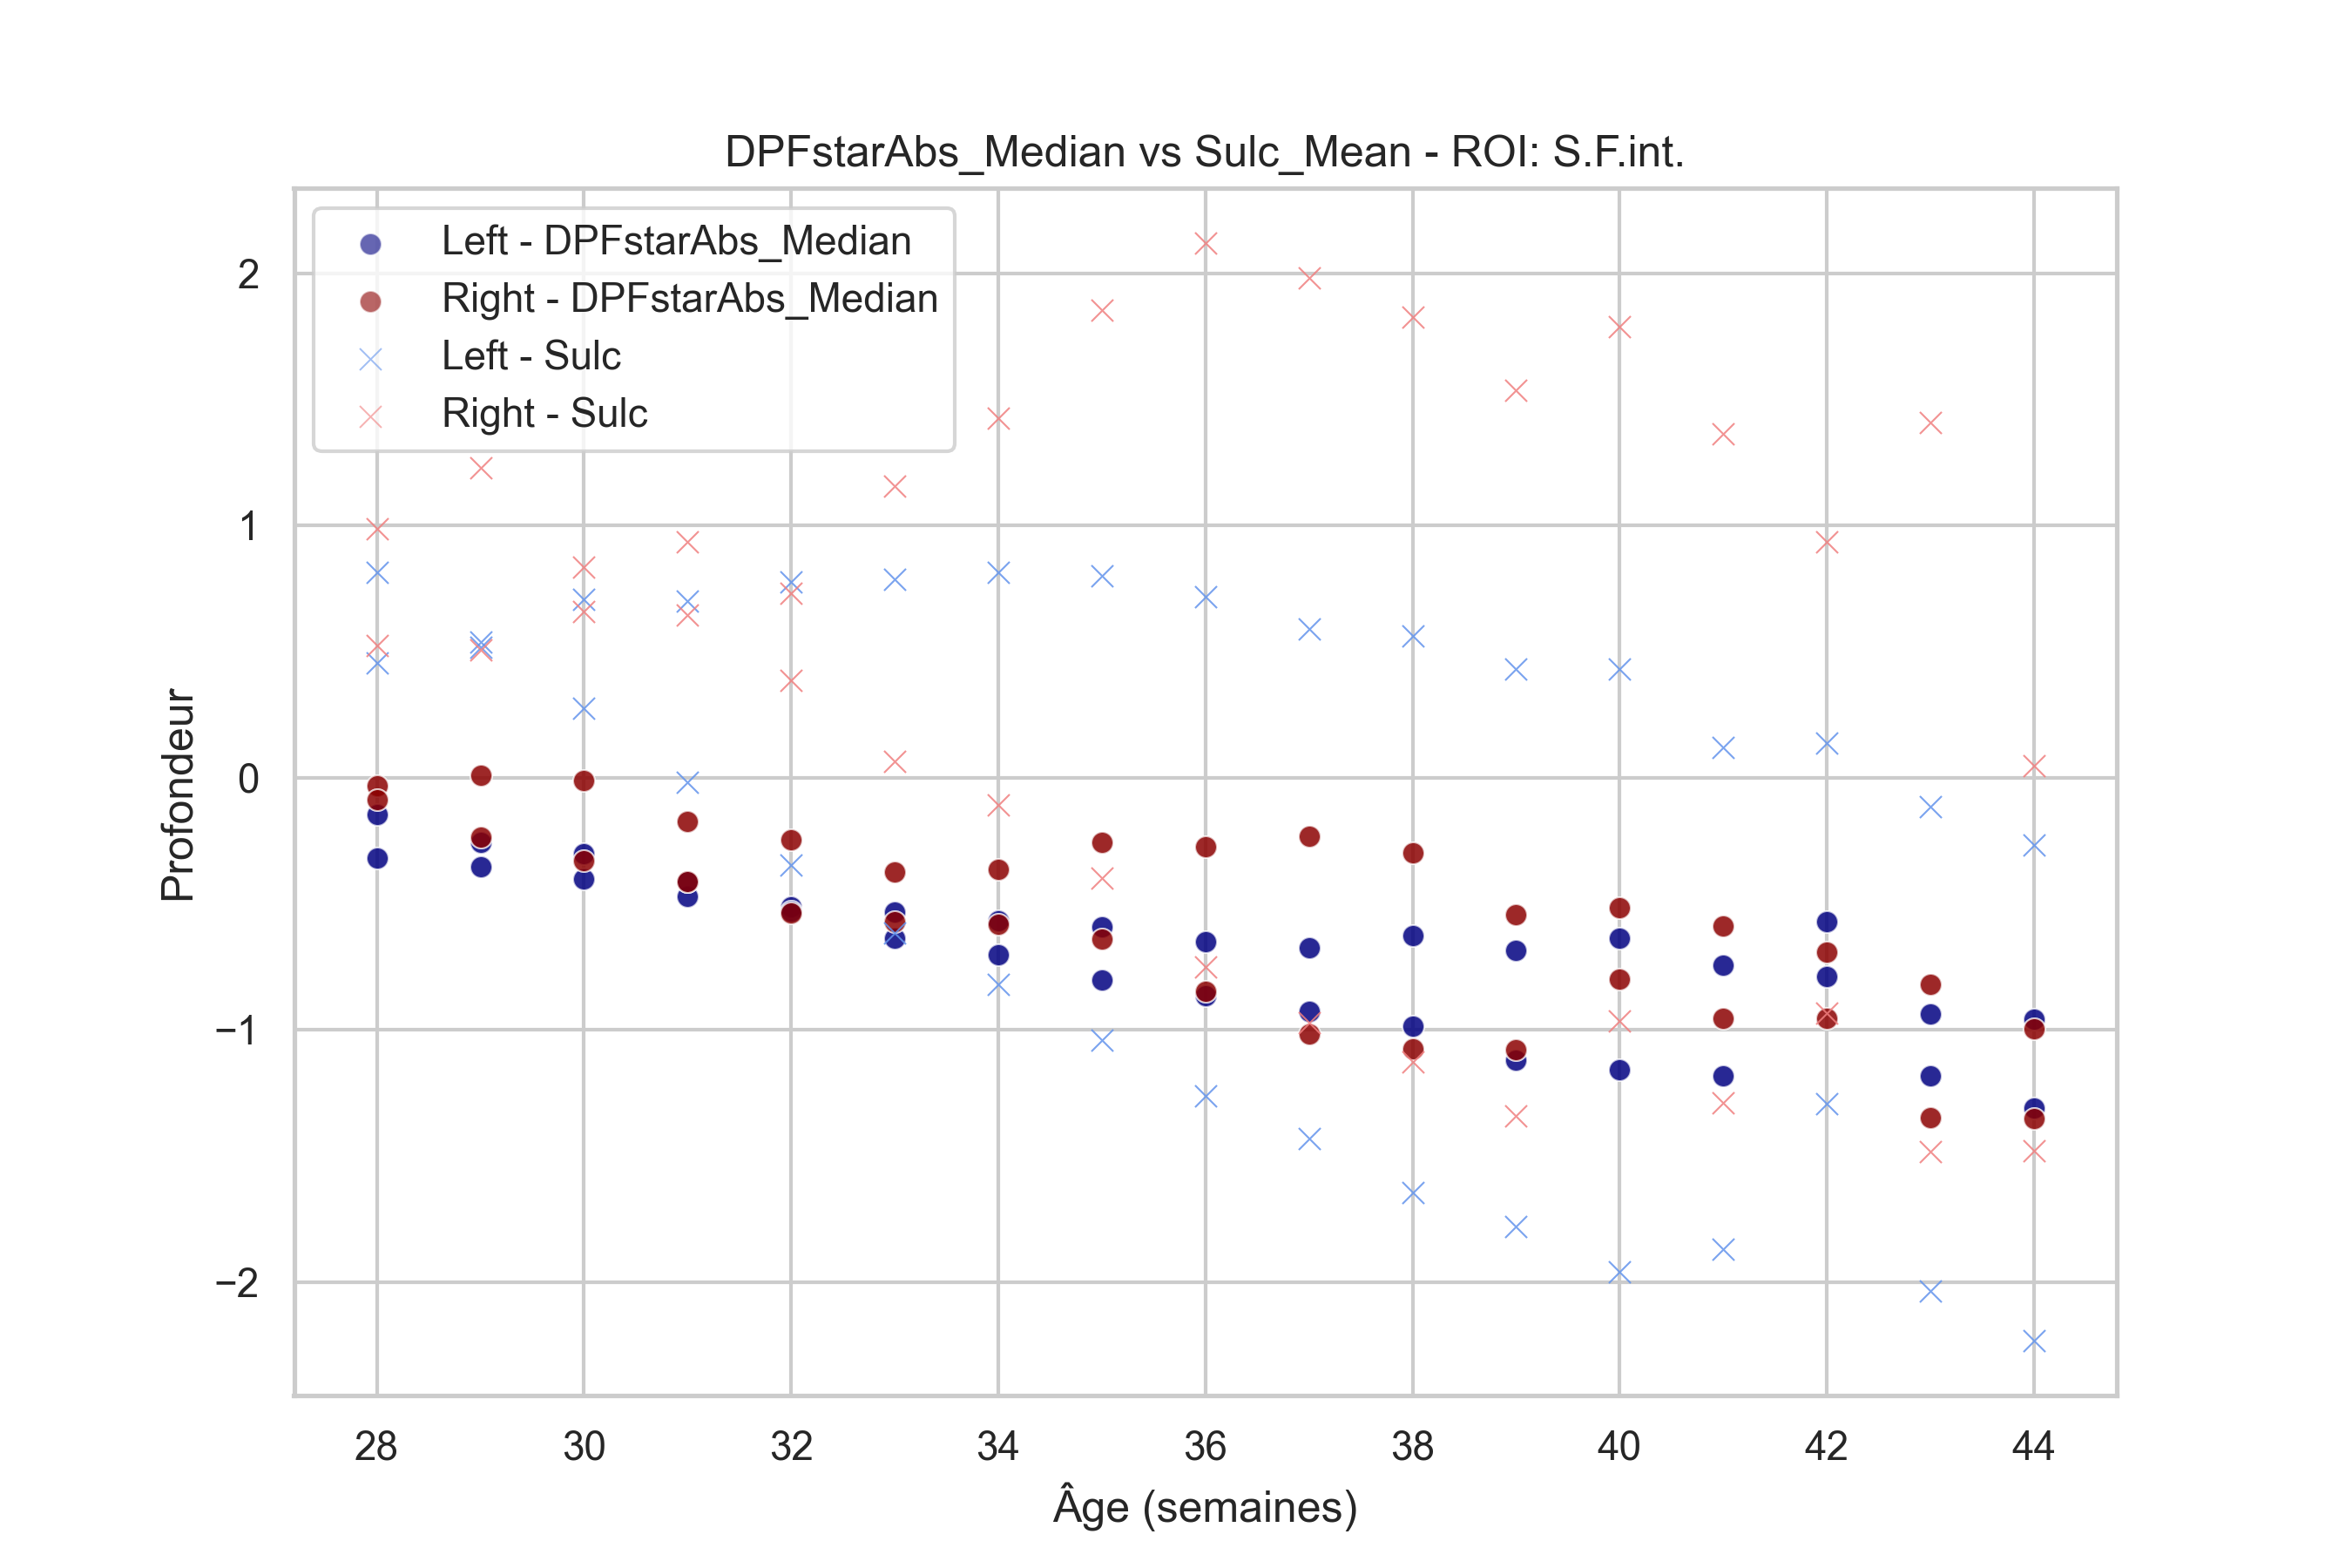 DPFstarAbs_Median vs Sulc_Mean - ROI: S.F.int.
Left - DPFstarAbs_Median
Right - DPFstarAbs_Median
Left - Sulc
Right - Sulc
2
1
0
−1
−2
Profondeur
28 30 32 34 36 38 40 42 44
Âge (semaines)